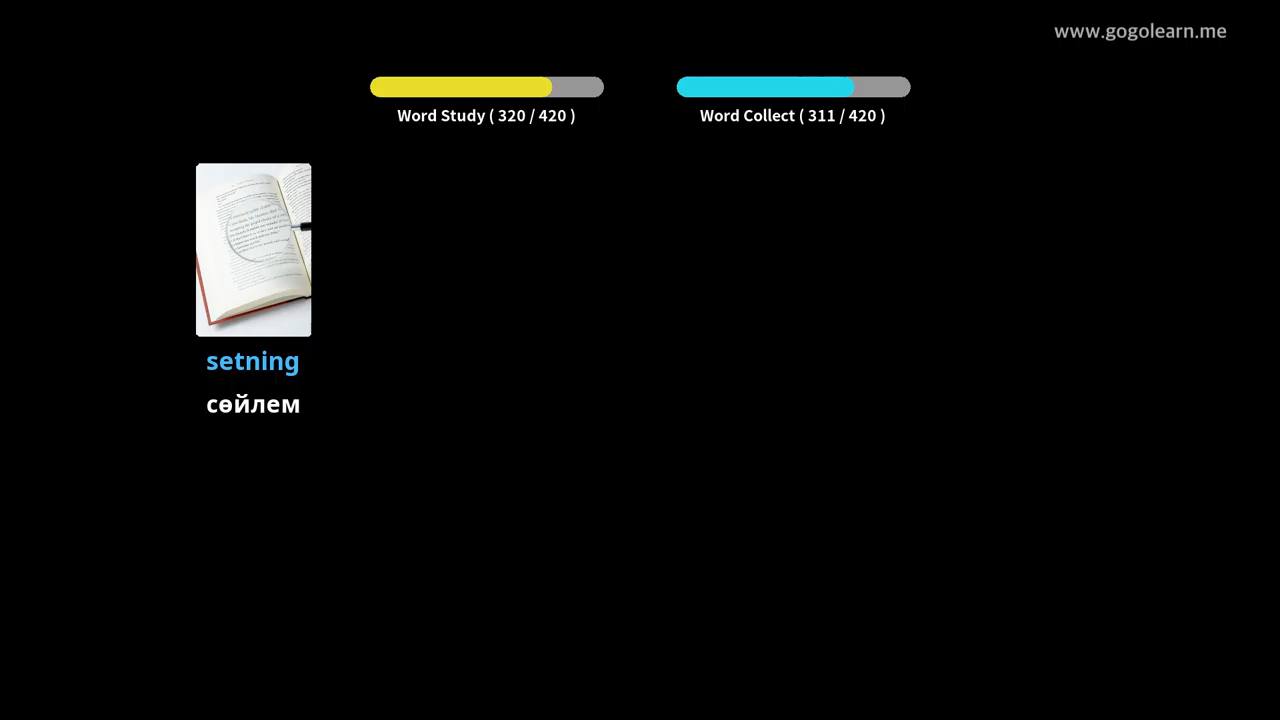 www.gogolearn.me
Word Study ( 320 / 420 )
Word Collect ( 311 / 420 )
setning
сөйлем